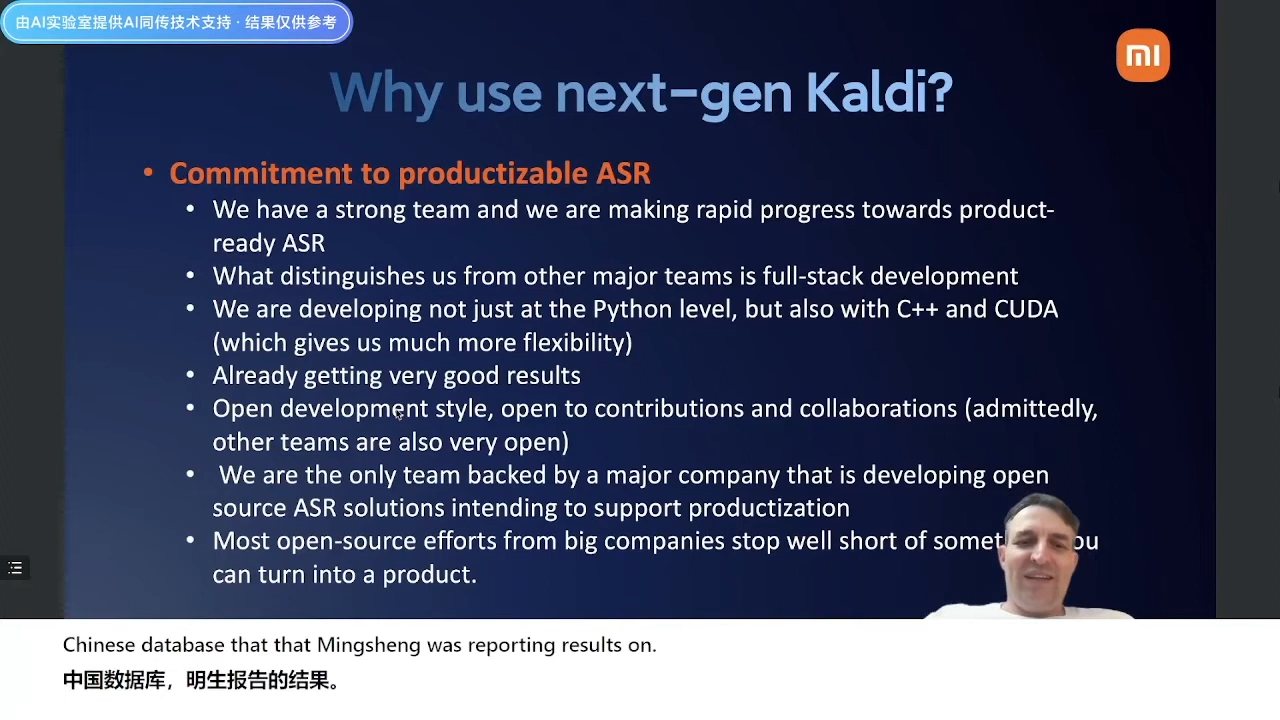 由AI实验室提供AI同传技术支持 · 结果仅供参考
mi
Why use next-gen Kaldi?
• Commitment to productizable ASR
• We have a strong team and we are making rapid progress towards product-
ready ASR
• What distinguishes us from other major teams is full-stack development
• We are developing not just at the Python level, but also with C++ and CUDA
(which gives us much more flexibility)
• Already getting very good results
• Open development style, open to contributions and collaborations (admittedly,
other teams are also very open)
• We are the only team backed by a major company that is developing open
source ASR solutions intending to support productization
• Most open-source efforts from big companies stop well short of
can turn into a product.
Chinese database that that Mingsheng was reporting results on.
中国数据库，明生报告的结果。